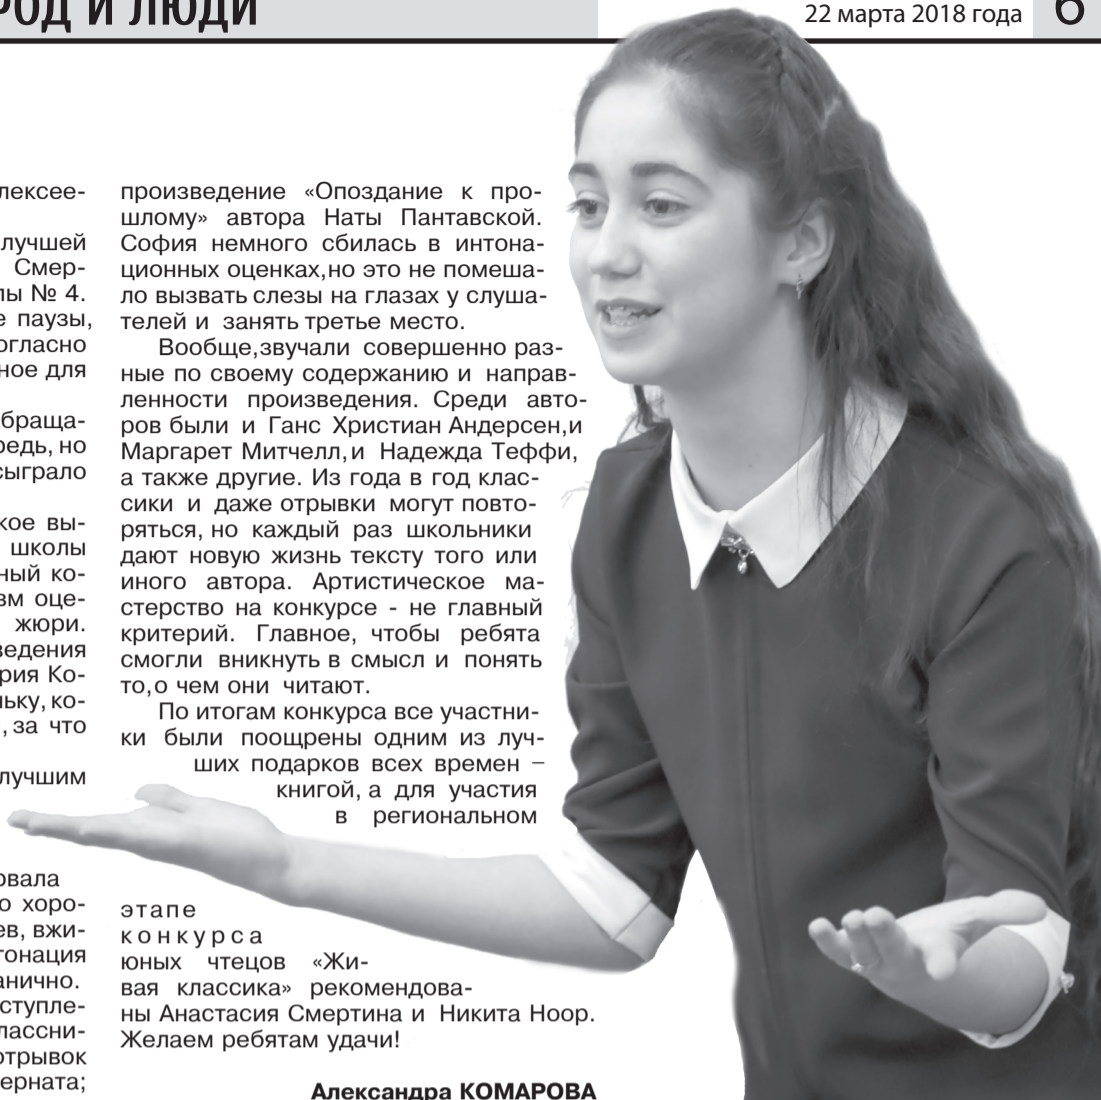 РОД И ЛЮДИ
22 марта 2018 года 6
лексее-
лучшей
Смер-
лы № 4.
е паузы,
огласно
ное для
браща-
редь, но
сыграло
кое вы-
школы
ный ко-
зм оце-
жюри.
ведения
рия Ко-
льку, ко-
, за что
лучшим
овала
о хоро-
ев, вжи-
тонация
анично.
ступле-
лассни-
отрывок
ерната;
произведение «Опоздание к про-
шлому» автора Наты Пантавской.
София немного сбилась в интона-
ционных оценках,но это не помеша-
ло вызвать слезы на глазах у слуша-
телей и занять третье место.
Вообще,звучали совершенно раз-
ные по своему содержанию и направ-
ленности произведения. Среди авто-
ров были и Ганс Христиан Андерсен,и
Маргарет Митчелл,и Надежда Теффи,
а также другие. Из года в год клас-
сики и даже отрывки могут повто-
ряться, но каждый раз школьники
дают новую жизнь тексту того или
иного автора. Артистическое ма-
стерство на конкурсе - не главный
критерий. Главное, чтобы ребята
смогли вникнуть в смысл и понять
то,о чем они читают.
По итогам конкурса все участни-
ки были поощрены одним из луч-
ших подарков всех времен –
книгой, а для участия
в региональном
этапе
конкурса
юных чтецов «Жи-
вая классика» рекомендова-
ны Анастасия Смертина и Никита Ноор.
Желаем ребятам удачи!
Александра КОМАРОВА